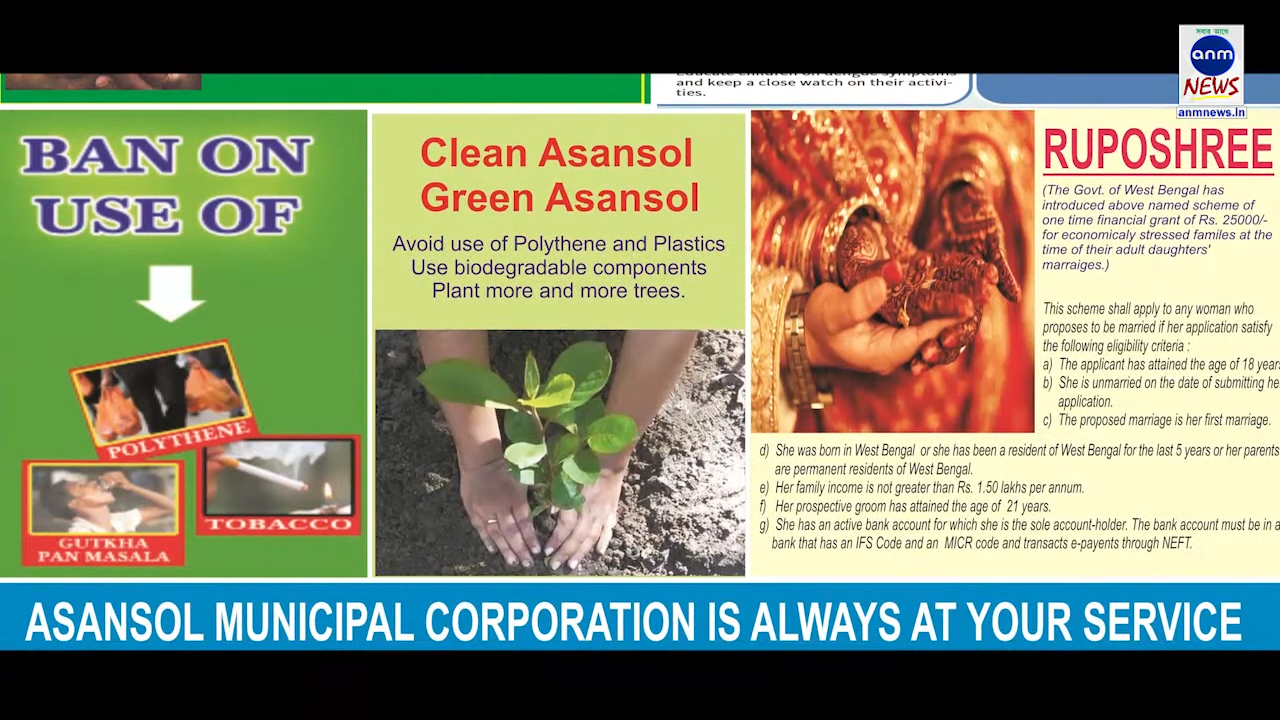 Educate children on dengue symptoms
and keep a close watch on their activi-
ties.
সবার আগে
anm
NEWS
anmnews.in
BAN ON
USE OF
POLYTHENE
TOBACCO
GUTKHA
PAN MASALA
Clean Asansol
Green Asansol
Avoid use of Polythene and Plastics
Use biodegradable components
Plant more and more trees.
RUPOSHREE
(The Govt. of West Bengal has
introduced above named scheme of
one time financial grant of Rs. 25000/-
for economicaly stressed familes at the
time of their adult daughters'
marraiges.)
This scheme shall apply to any woman who
proposes to be married if her application satisfy
the following eligibility criteria :
a) The applicant has attained the age of 18 years
b) She is unmarried on the date of submitting he
application.
c) The proposed marriage is her first marriage.
d) She was born in West Bengal or she has been a resident of West Bengal for the last 5 years or her parents
are permanent residents of West Bengal.
e) Her family income is not greater than Rs. 1.50 lakhs per annum.
f) Her prospective groom has attained the age of 21 years.
g) She has an active bank account for which she is the sole account-holder. The bank account must be in a
bank that has an IFS Code and an MICR code and transacts e-payents through NEFT.
ASANSOL MUNICIPAL CORPORATION IS ALWAYS AT YOUR SERVICE